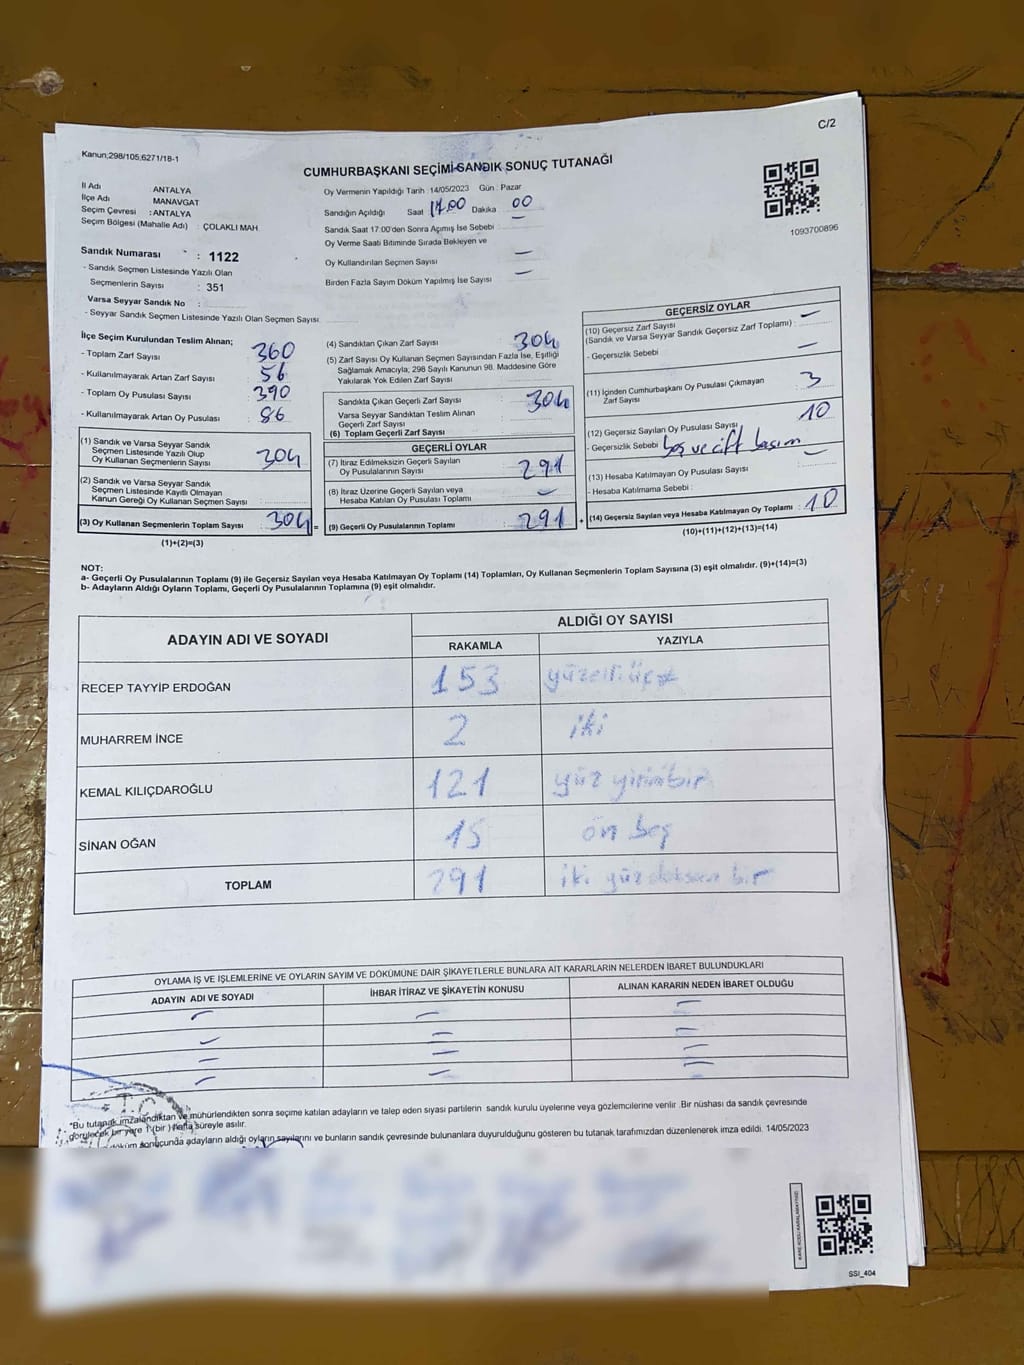 C/2
Kanun;298/105;6271/18-1
CUMHURBAŞKANI SEÇİMİ-SANDIK SONUÇ TUTANAĞI
İl Adı ANTALYA
İlçe Adı MANAVGAT
Seçim Çevresi : ANTALYA
Seçim Bölgesi (Mahalle Adı) : ÇOLAKLI MAH
Sandık Numarası : 1122
- Sandık Seçmen Listesinde Yazılı Olan
Seçmenlerin Sayısı : 351
Varsa Seyyar Sandık No :
- Seyyar Sandık Seçmen Listesinde Yazılı Olan Seçmen Sayısı
Oy Vermenin Yapıldığı Tarih :14/05/2023 Gün : Pazar
Sandığın Açıldığı Saat 17.00 Dakika 00
Sandık Saat 17:00'den Sonra Açımış İse Sebebi : —
Oy Verme Saati Bitiminde Sırada Bekleyen ve
Oy Kullandırılan Seçmen Sayısı —
Birden Fazla Sayım Döküm Yapılmış İse Sayısı —
1093700896
İlçe Seçim Kurulundan Teslim Alınan;
- Toplam Zarf Sayısı : 360
- Kullanılmayarak Artan Zarf Sayısı : 56
- Toplam Oy Pusulası Sayısı : 390
- Kullanılmayarak Artan Oy Pusulası : 86
(1) Sandık ve Varsa Seyyar Sandık
Seçmen Listesinde Yazılı Olup
Oy Kullanan Seçmenlerin Sayısı : 304
(2) Sandık ve Varsa Seyyar Sandık
Seçmen Listesinde Kayıtlı Olmayan
Kanun Gereği Oy Kullanan Seçmen Sayısı
(3) Oy Kullanan Seçmenlerin Toplam Sayısı : 304 =
(1)+(2)=(3)
(4) Sandıktan Çıkan Zarf Sayısı : 304
(5) Zarf Sayısı Oy Kullanan Seçmen Sayısından Fazla İse, Eşitliği
Sağlamak Amacıyla; 298 Sayılı Kanunun 98. Maddesine Göre
Yakılarak Yok Edilen Zarf Sayısı
Sandıkta Çıkan Geçerli Zarf Sayısı : 304
Varsa Seyyar Sandıktan Teslim Alınan
Geçerli Zarf Sayısı
(6) Toplam Geçerli Zarf Sayısı
GEÇERLİ OYLAR
(7) İtiraz Edilmeksizin Geçerli Sayılan
Oy Pusulalarının Sayısı : 291
(8) İtiraz Üzerine Geçerli Sayılan veya
Hesaba Katılan Oy Pusulası Toplamı : —
(9) Geçerli Oy Pusulalarının Toplamı : 291 +
GEÇERSİZ OYLAR
(10) Geçersiz Zarf Sayısı
(Sandık ve Varsa Seyyar Sandık Geçersiz Zarf Toplamı) : —
- Geçersizlik Sebebi —
(11) İçinden Cumhurbaşkanı Oy Pusulası Çıkmayan
Zarf Sayısı : 3
(12) Geçersiz Sayılan Oy Pusulası Sayısı 10
- Geçersizlik Sebebi : boş ve çift basım
(13) Hesaba Katılmayan Oy Pusulası Sayısı —
- Hesaba Katılmama Sebebi :
(14) Geçersiz Sayılan veya Hesaba Katılmayan Oy Toplamı : 10
(10)+(11)+(12)+(13)=(14)
NOT:
a- Geçerli Oy Pusulalarının Toplamı (9) ile Geçersiz Sayılan veya Hesaba Katılmayan Oy Toplamı (14) Toplamları, Oy Kullanan Seçmenlerin Toplam Sayısına (3) eşit olmalıdır. (9)+(14)=(3)
b- Adayların Aldığı Oyların Toplamı, Geçerli Oy Pusulalarının Toplamına (9) eşit olmalıdır.
ADAYIN ADI VE SOYADI
ALDIĞI OY SAYISI
RAKAMLA YAZIYLA
RECEP TAYYİP ERDOĞAN 153 yüzelli üç
MUHARREM İNCE 2 iki
KEMAL KILIÇDAROĞLU 121 yüz yirmibir
SİNAN OĞAN 15 ön beş
TOPLAM 291 iki yüz doksan bir
OYLAMA İŞ VE İŞLEMLERİNE VE OYLARIN SAYIM VE DÖKÜMÜNE DAİR ŞİKAYETLERLE BUNLARA AİT KARARLARIN NELERDEN İBARET BULUNDUKLARI
ADAYIN ADI VE SOYADI İHBAR İTİRAZ VE ŞİKAYETİN KONUSU ALINAN KARARIN NEDEN İBARET OLDUĞU
T.C.
*Bu tutanak imzalandıktan ve mühürlendikten sonra seçime katılan adayların ve talep eden siyasi partilerin sandık kurulu üyelerine veya gözlemcilerine verilir .Bir nüshası da sandık çevresinde
görülecek bir yere 1 (bir ) hafta süreyle asılır.
döküm sonucunda adayların aldığı oyların sayılarını ve bunların sandık çevresinde bulunanlara duyurulduğunu gösteren bu tutanak tarafımızdan düzenlenerek imza edildi. 14/05/2023
SSI_404